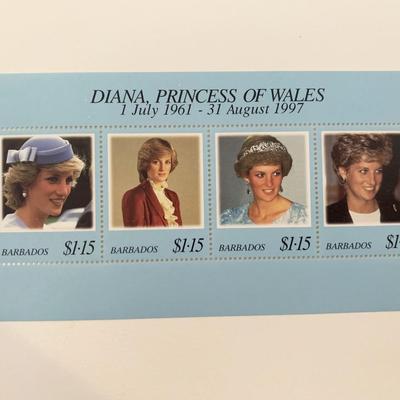 DIANA, PRINCESS OF WALES
1 July 1961 - 31 August 1997
BARBADOS $1·15 BARBADOS $1·15 BARBADOS $1·15 BARBADOS $1·